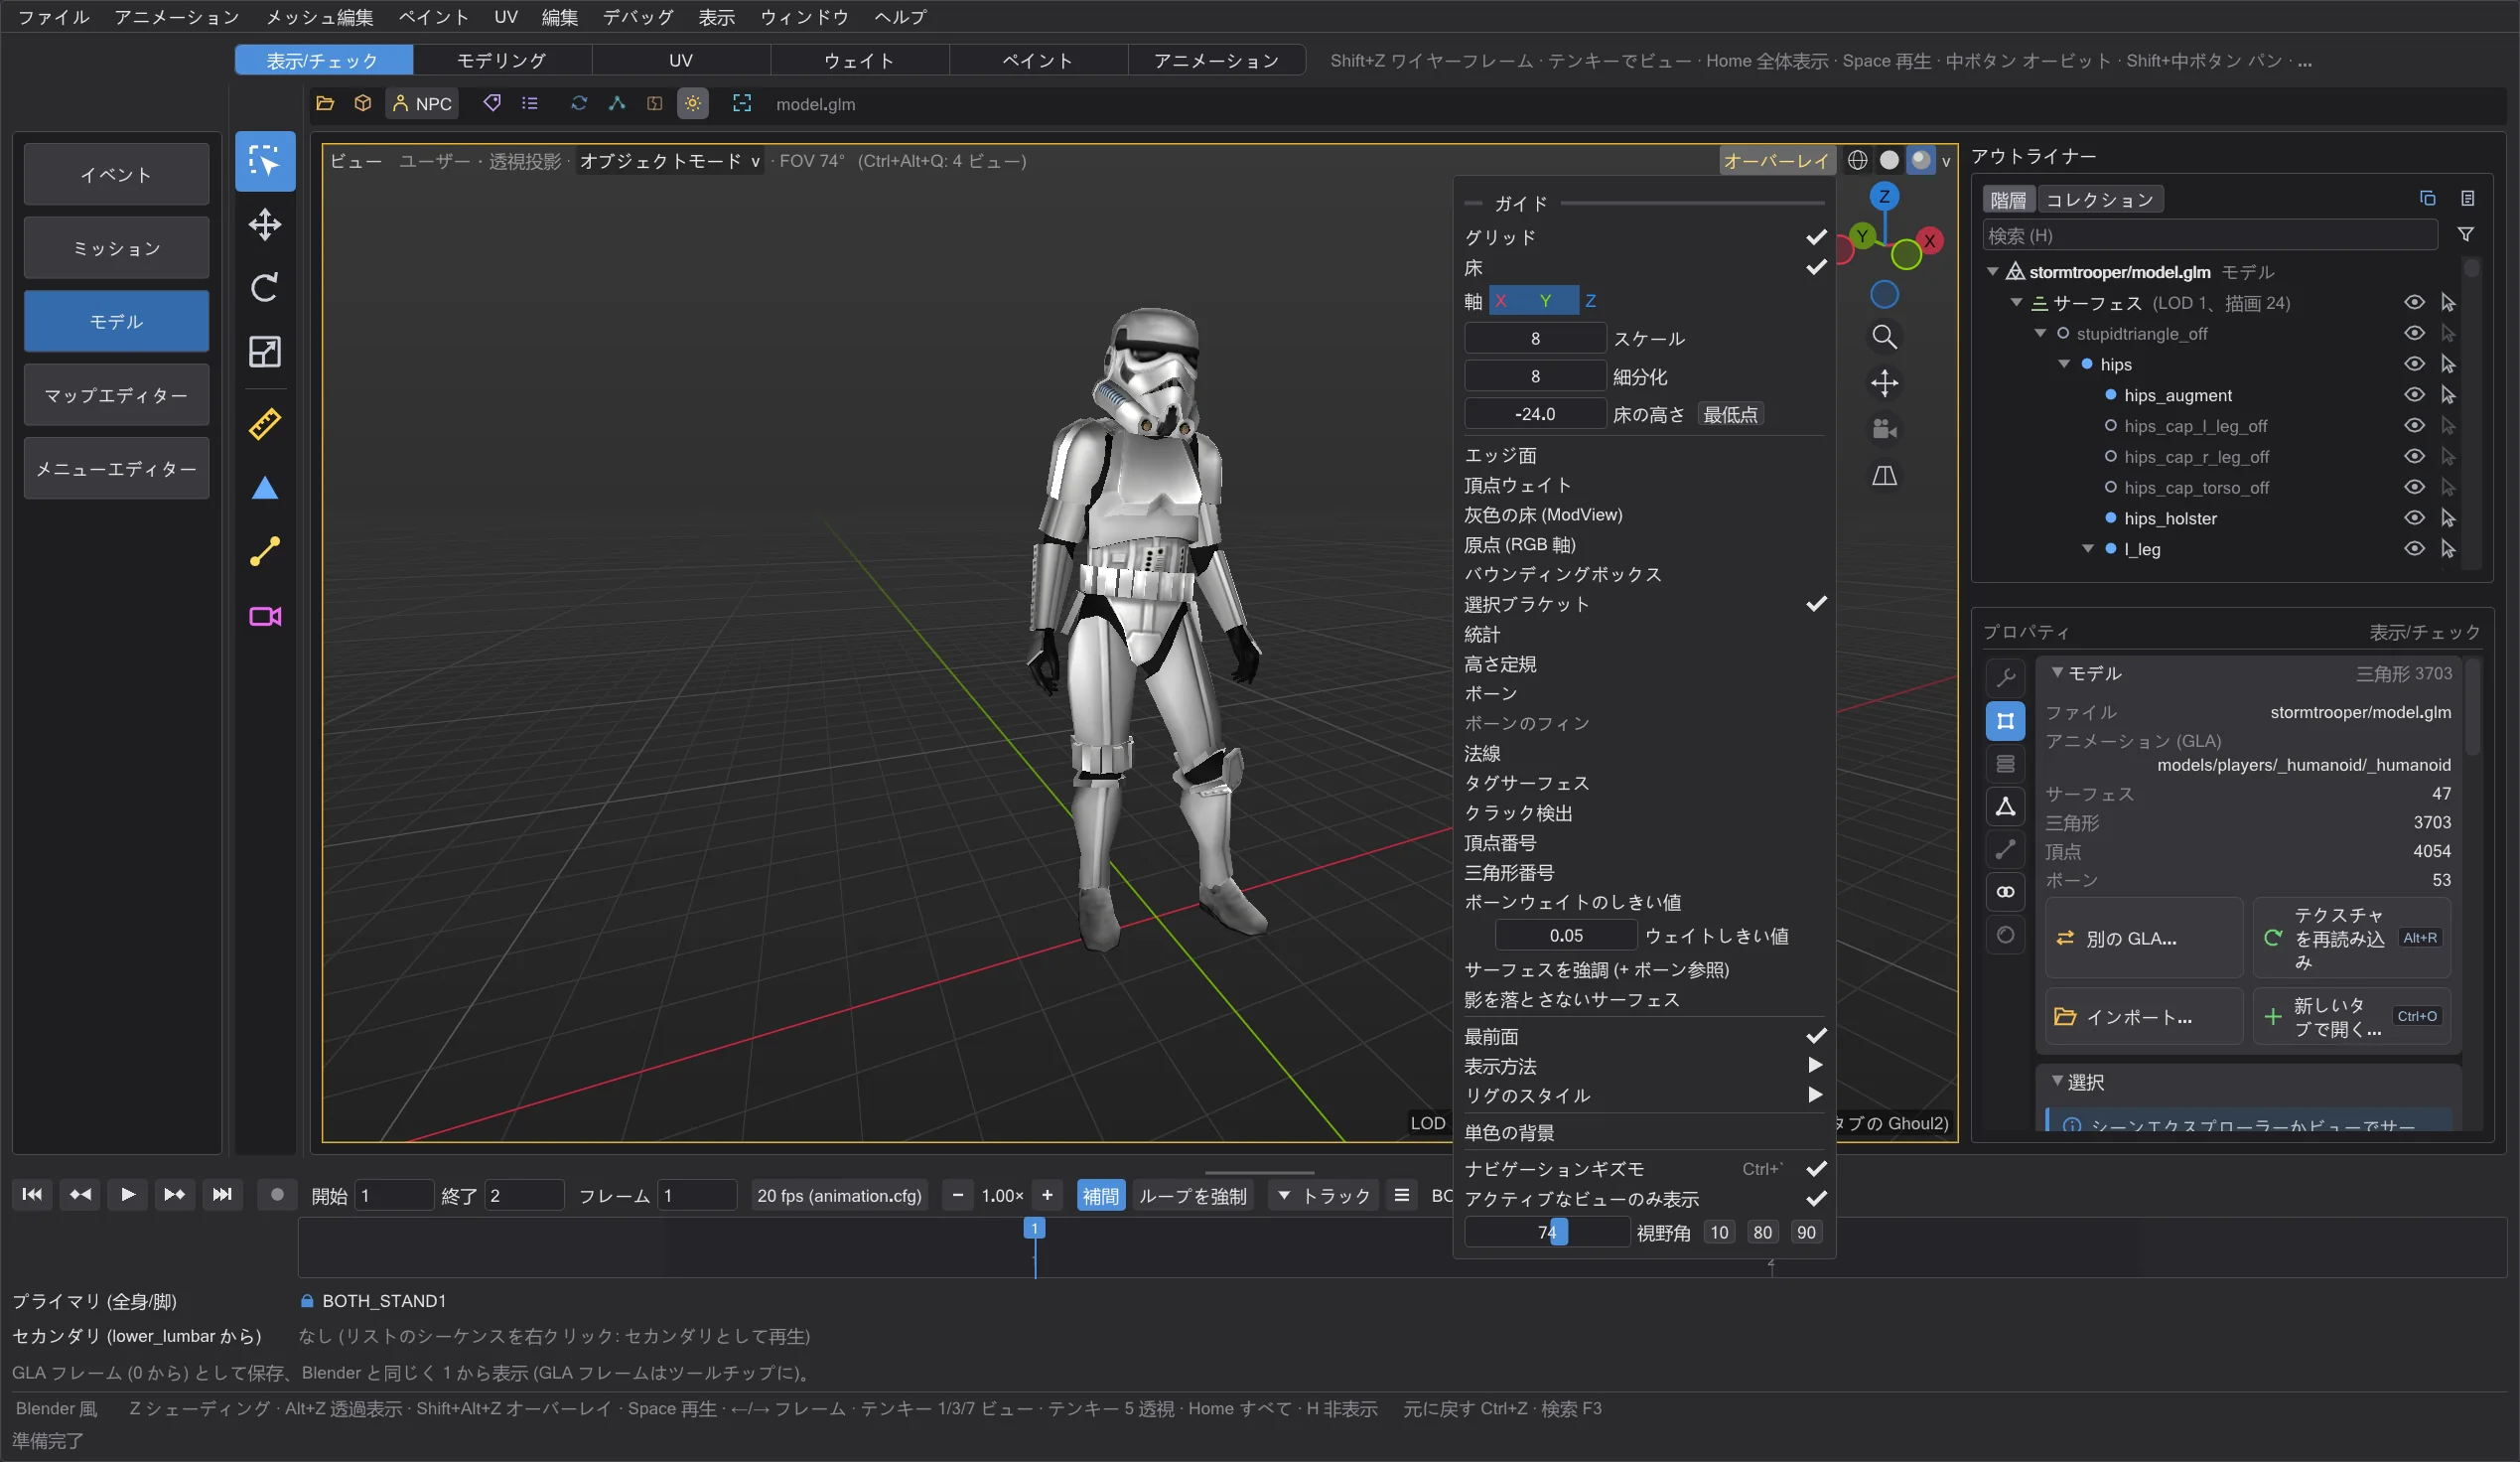 ファイル アニメーション メッシュ編集 ペイント UV 編集 デバッグ 表示 ウィンドウ ヘルプ
表示/チェック モデリング UV ウェイト ペイント アニメーション Shift+Z ワイヤーフレーム · テンキーでビュー · Home 全体表示 · Space 再生 · 中ボタン オービット · Shift+中ボタン パン · ...
NPC model.glm
イベント
ミッション
モデル
マップエディター
メニューエディター
ビュー ユーザー · 透視投影 · オブジェクトモード v · FOV 74° (Ctrl+Alt+Q: 4 ビュー)
オーバーレイ v
ガイド
グリッド
床
軸 X Y Z
8 スケール
8 細分化
-24.0 床の高さ 最低点
エッジ面
頂点ウェイト
灰色の床 (ModView)
原点 (RGB 軸)
バウンディングボックス
選択ブラケット
統計
高さ定規
ボーン
ボーンのフィン
法線
タグサーフェス
クラック検出
頂点番号
三角形番号
ボーンウェイトのしきい値
0.05 ウェイトしきい値
サーフェスを強調 (+ ボーン参照)
影を落とさないサーフェス
最前面
表示方法
リグのスタイル
単色の背景
ナビゲーションギズモ Ctrl+`
アクティブなビューのみ表示
74 視野角 10 80 90
Z
Y X
LOD タブの Ghoul2)
アウトライナー
階層 コレクション
検索 (H)
stormtrooper/model.glm モデル
サーフェス (LOD 1、描画 24)
stupidtriangle_off
hips
hips_augment
hips_cap_l_leg_off
hips_cap_r_leg_off
hips_cap_torso_off
hips_holster
l_leg
プロパティ 表示/チェック
モデル 三角形 3703
ファイル stormtrooper/model.glm
アニメーション (GLA)
models/players/_humanoid/_humanoid
サーフェス 47
三角形 3703
頂点 4054
ボーン 53
別の GLA...
テクスチャを再読み込み Alt+R
インポート...
新しいタブで開く... Ctrl+O
選択
シーンエクスプローラーかビューでサー
開始 1 終了 2 フレーム 1 20 fps (animation.cfg) − 1.00× + 補間 ループを強制 トラック BO
1 2
プライマリ (全身/脚) BOTH_STAND1
セカンダリ (lower_lumbar から) なし (リストのシーケンスを右クリック: セカンダリとして再生)
GLA フレーム (0 から) として保存、Blender と同じく 1 から表示 (GLA フレームはツールチップに)。
Blender 風 Z シェーディング · Alt+Z 透過表示 · Shift+Alt+Z オーバーレイ · Space 再生 · ←/→ フレーム · テンキー 1/3/7 ビュー · テンキー 5 透視 · Home すべて · H 非表示 元に戻す Ctrl+Z · 検索 F3
準備完了